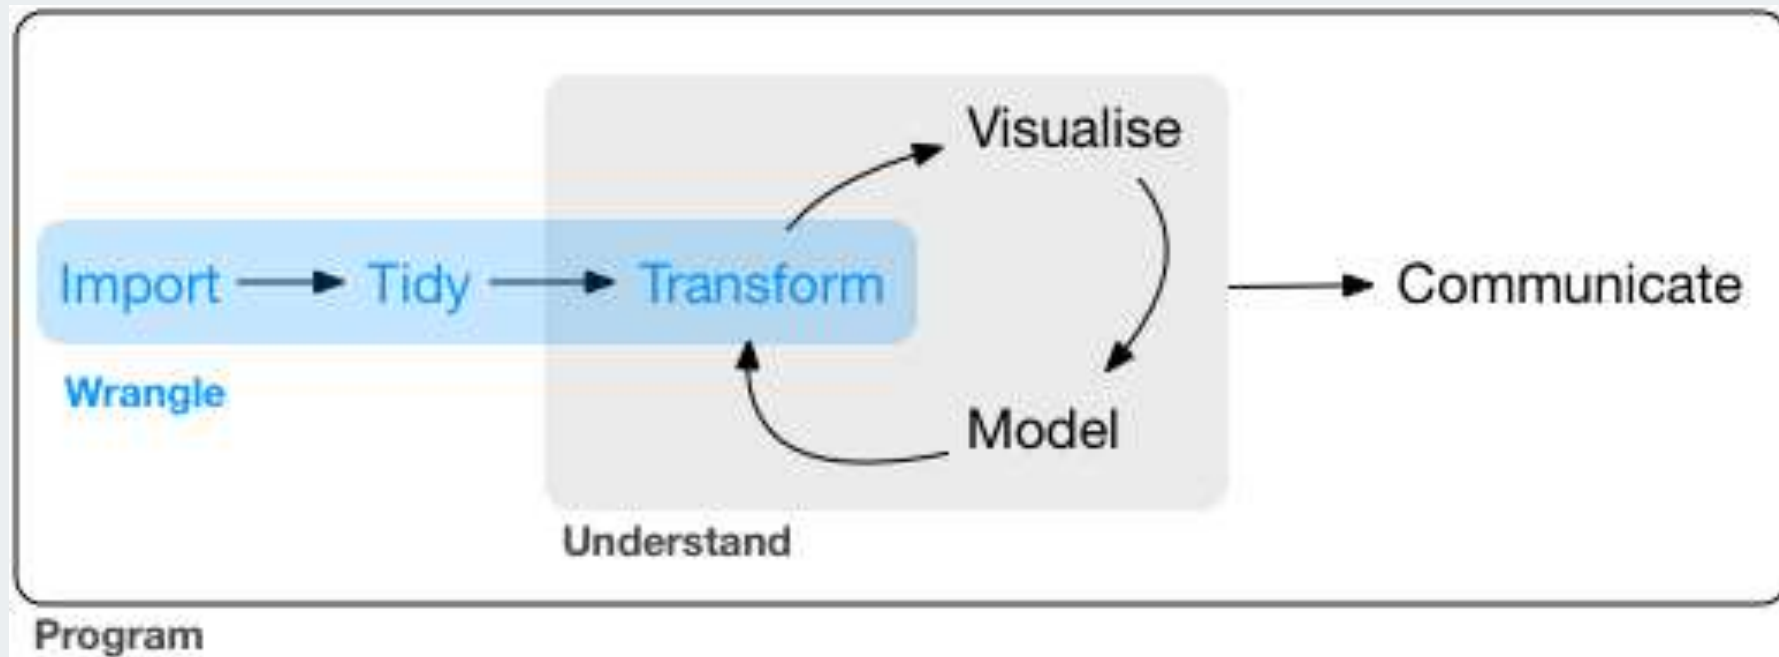 Visualise
Import Tidy Transform Communicate
Wrangle
Model
Understand
Program